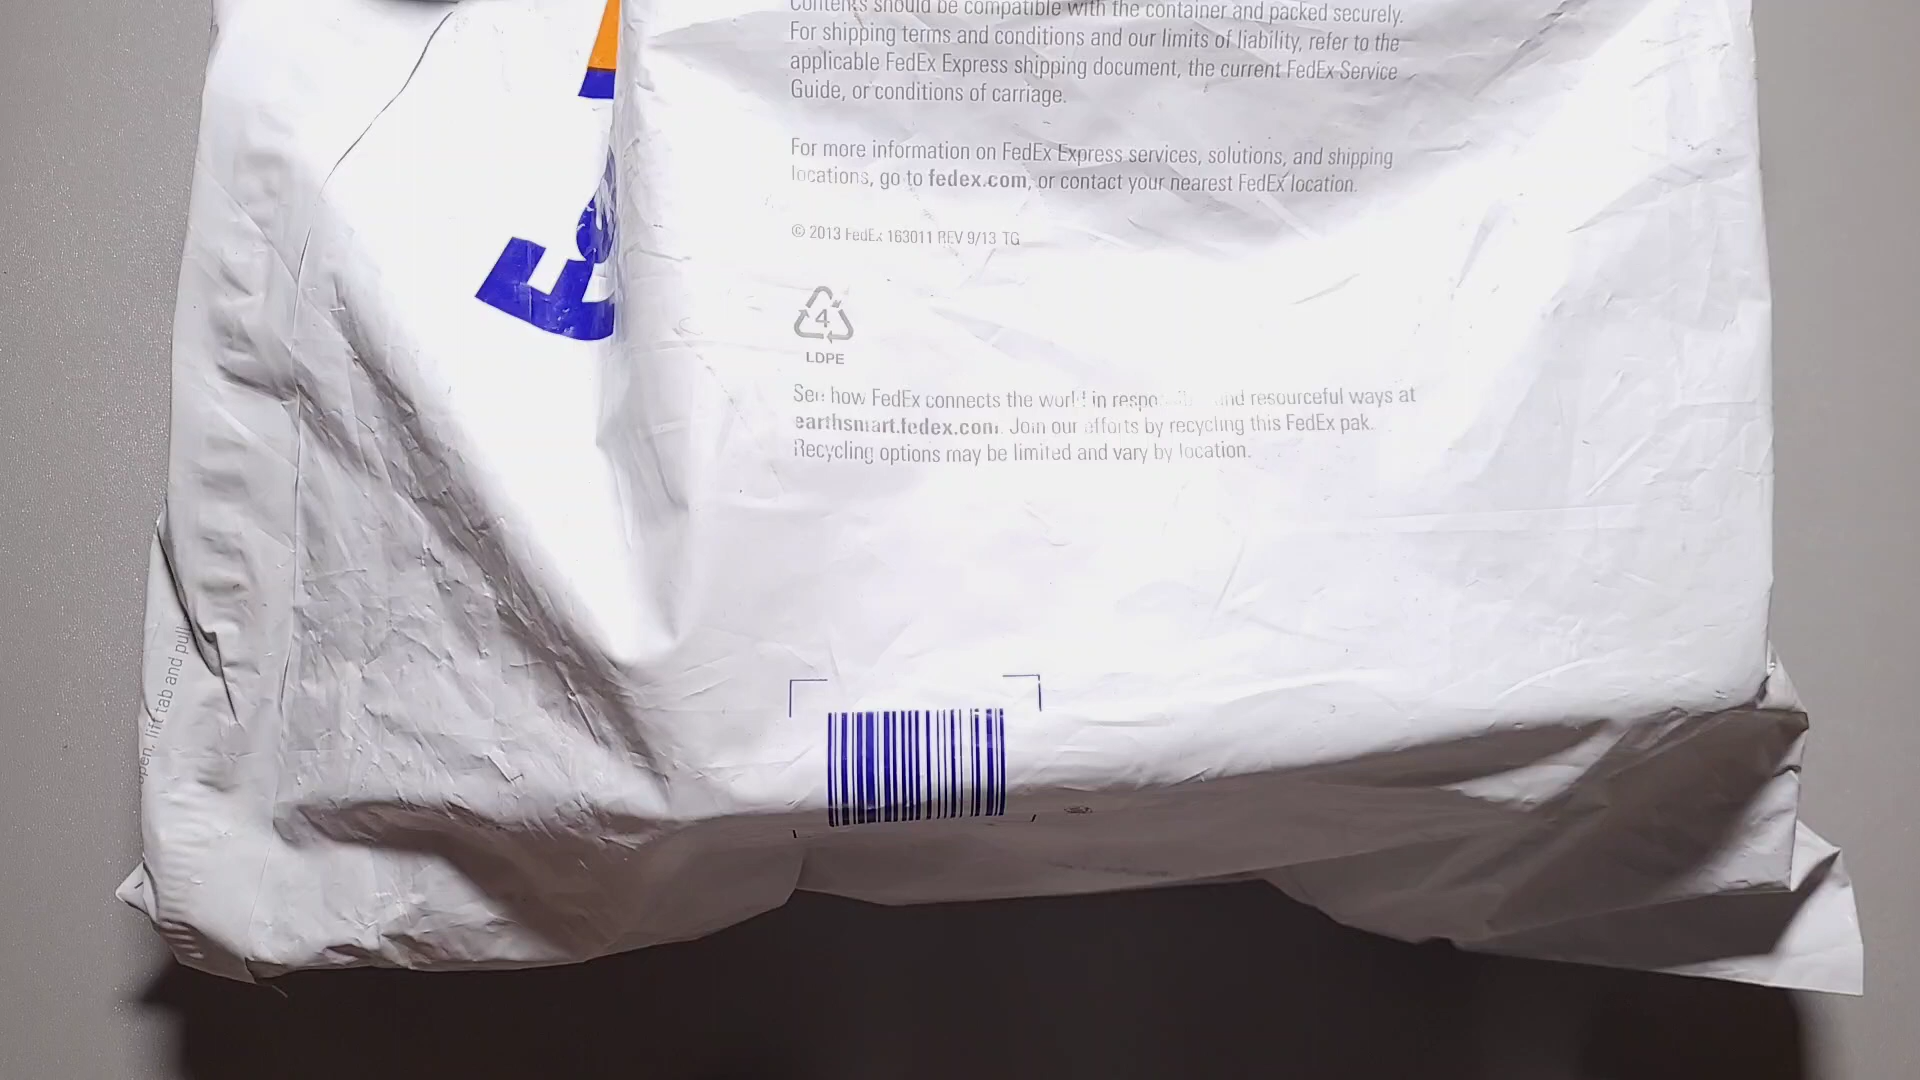 Contents should be compatible with the container and packed securely.
For shipping terms and conditions and our limits of liability, refer to the
applicable FedEx Express shipping document, the current FedEx Service
Guide, or conditions of carriage.
For more information on FedEx Express services, solutions, and shipping
locations, go to fedex.com, or contact your nearest FedEx location.
© 2013 FedEx 163011 REV 9/13 TG
4
LDPE
See how FedEx connects the world in and resourceful ways at
earthsmart.fedex.com. Join our efforts by recycling this FedEx pak.
Recycling options may be limited and vary by location.
open, lift tab and pull